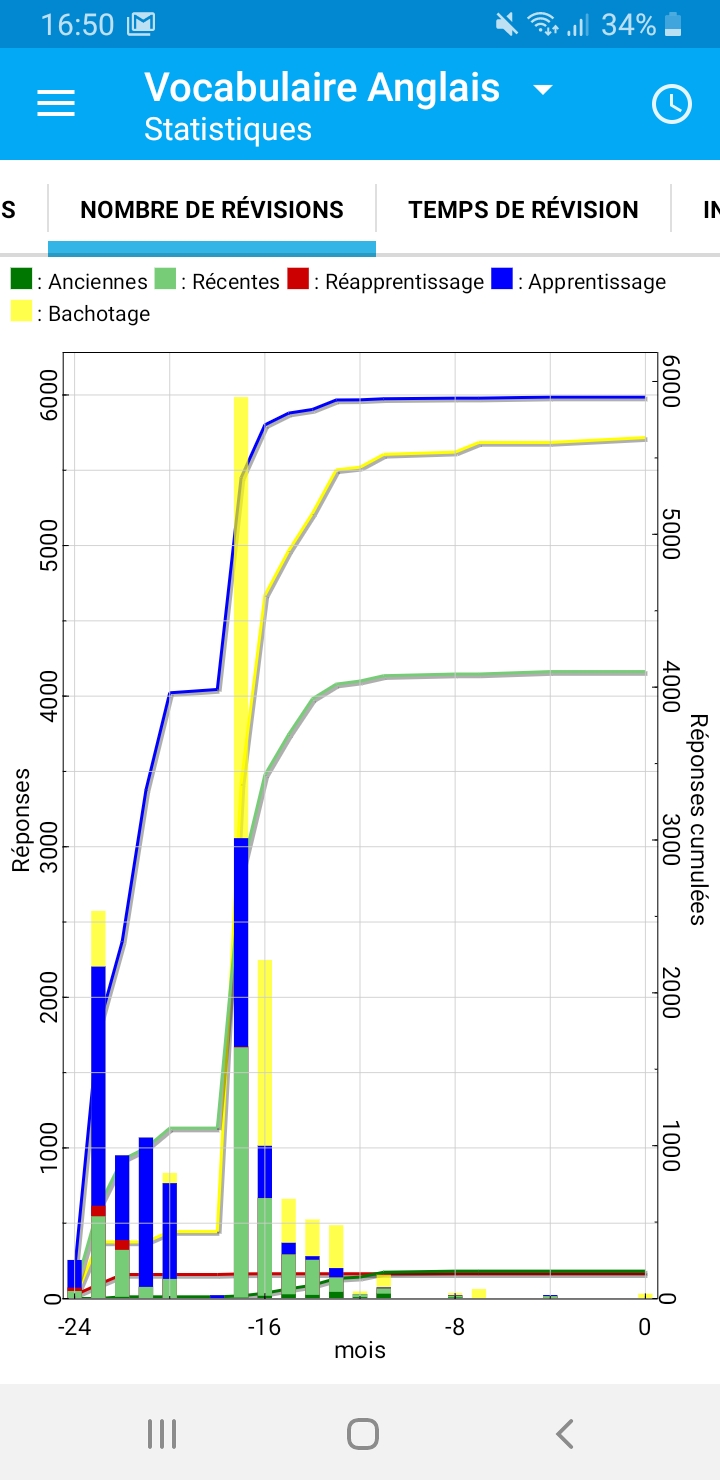 16:50 34%
Vocabulaire Anglais
Statistiques
S NOMBRE DE RÉVISIONS TEMPS DE RÉVISION IN
: Anciennes : Récentes : Réapprentissage : Apprentissage
: Bachotage
Réponses
6000
5000
4000
3000
2000
1000
0
6000
5000
4000
3000
2000
1000
0
Réponses cumulées
-24 -16 -8 0
mois